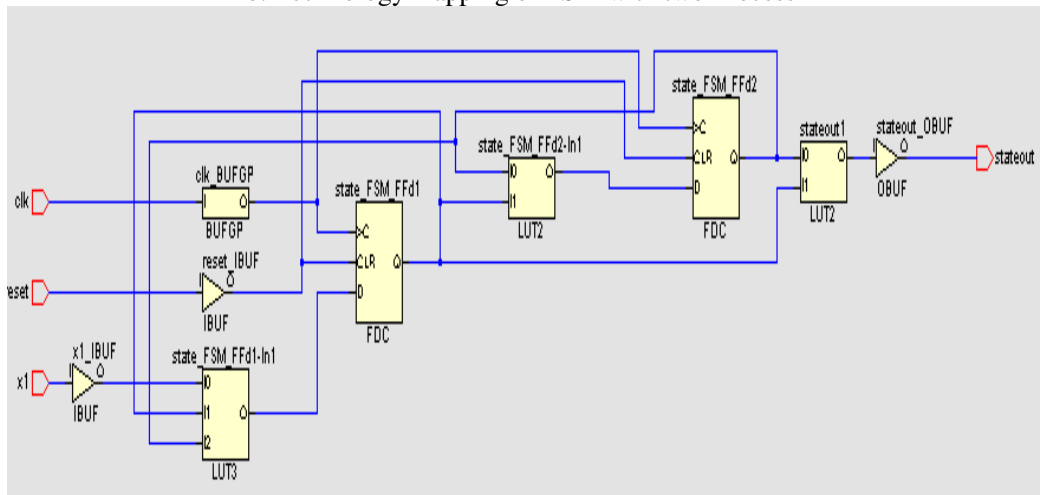 state_FSM_FFd2
C
CLR
D
Q
FDC
stateout1
I0
I1
O
LUT2
stateout_OBUF
I
O
OBUF
stateout
state_FSM_FFd2-In1
I0
I1
O
LUT2
clk
clk_BUFGP
I
O
BUFGP
state_FSM_FFd1
C
CLR
D
Q
FDC
reset_IBUF
I
O
IBUF
x1
x1_IBUF
I
O
IBUF
state_FSM_FFd1-In1
I0
I1
I2
O
LUT3